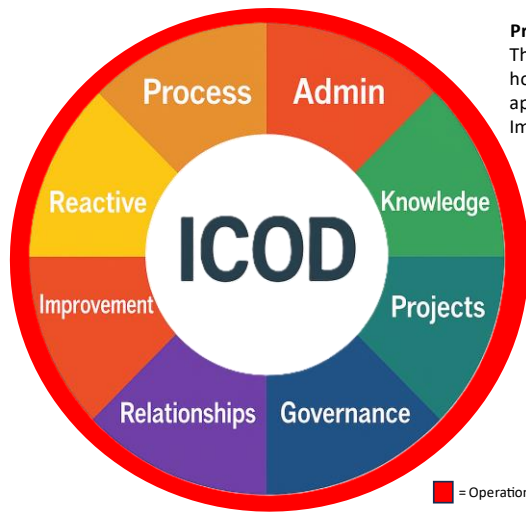 Process
Admin
Reactive
Knowledge
ICOD
Improvement
Projects
Relationships
Governance
= Operation